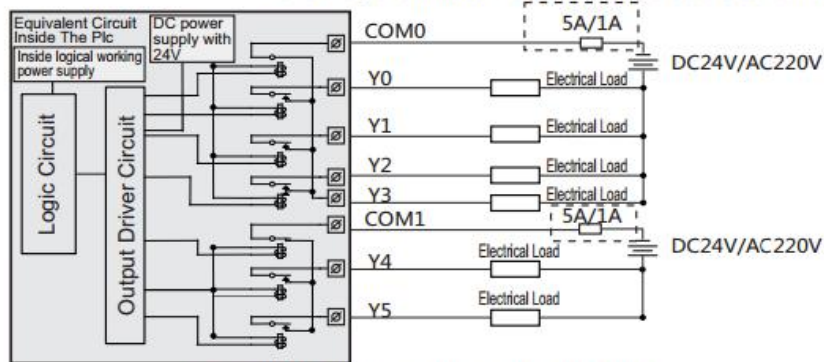 Equivalent Circuit
Inside The Plc
Inside logical working
power supply
DC power
supply with
24V
Logic Circuit
Output Driver Circuit
COM0
5A/1A
DC24V/AC220V
Y0
Electrical Load
Y1
Electrical Load
Y2
Electrical Load
Y3
Electrical Load
COM1
5A/1A
DC24V/AC220V
Y4
Electrical Load
Y5
Electrical Load